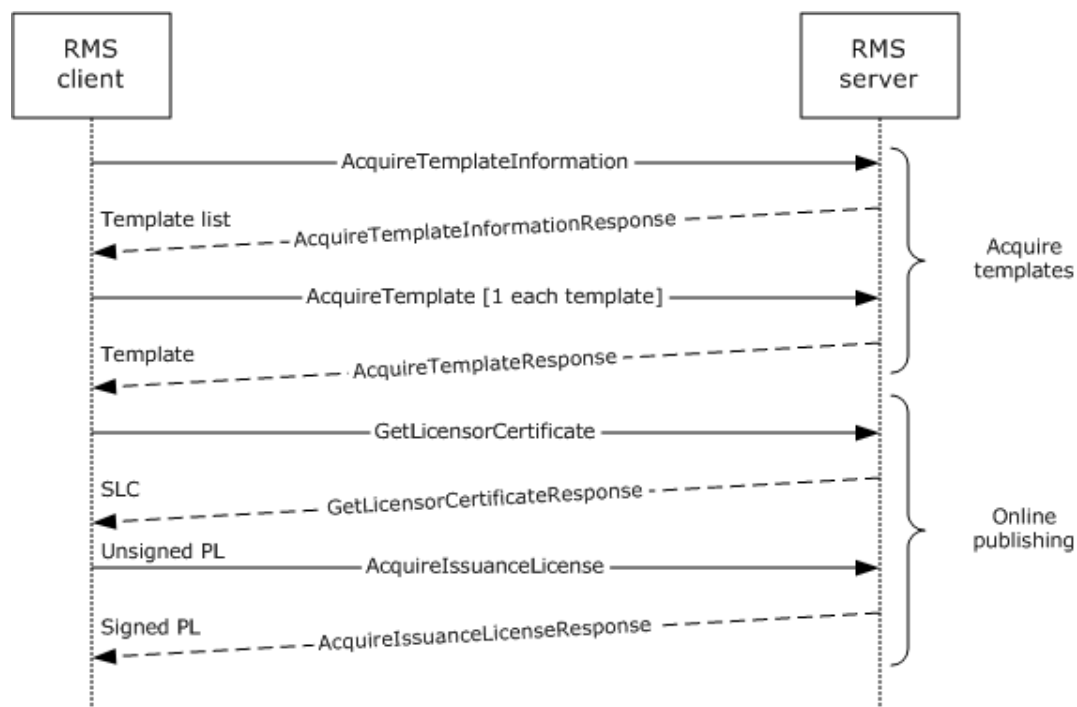 RMS
client
RMS
server
AcquireTemplateInformation
Template list
AcquireTemplateInformationResponse
Acquire
templates
AcquireTemplate [1 each template]
Template
AcquireTemplateResponse
GetLicensorCertificate
SLC
GetLicensorCertificateResponse
Online
publishing
Unsigned PL
AcquireIssuanceLicense
Signed PL
AcquireIssuanceLicenseResponse